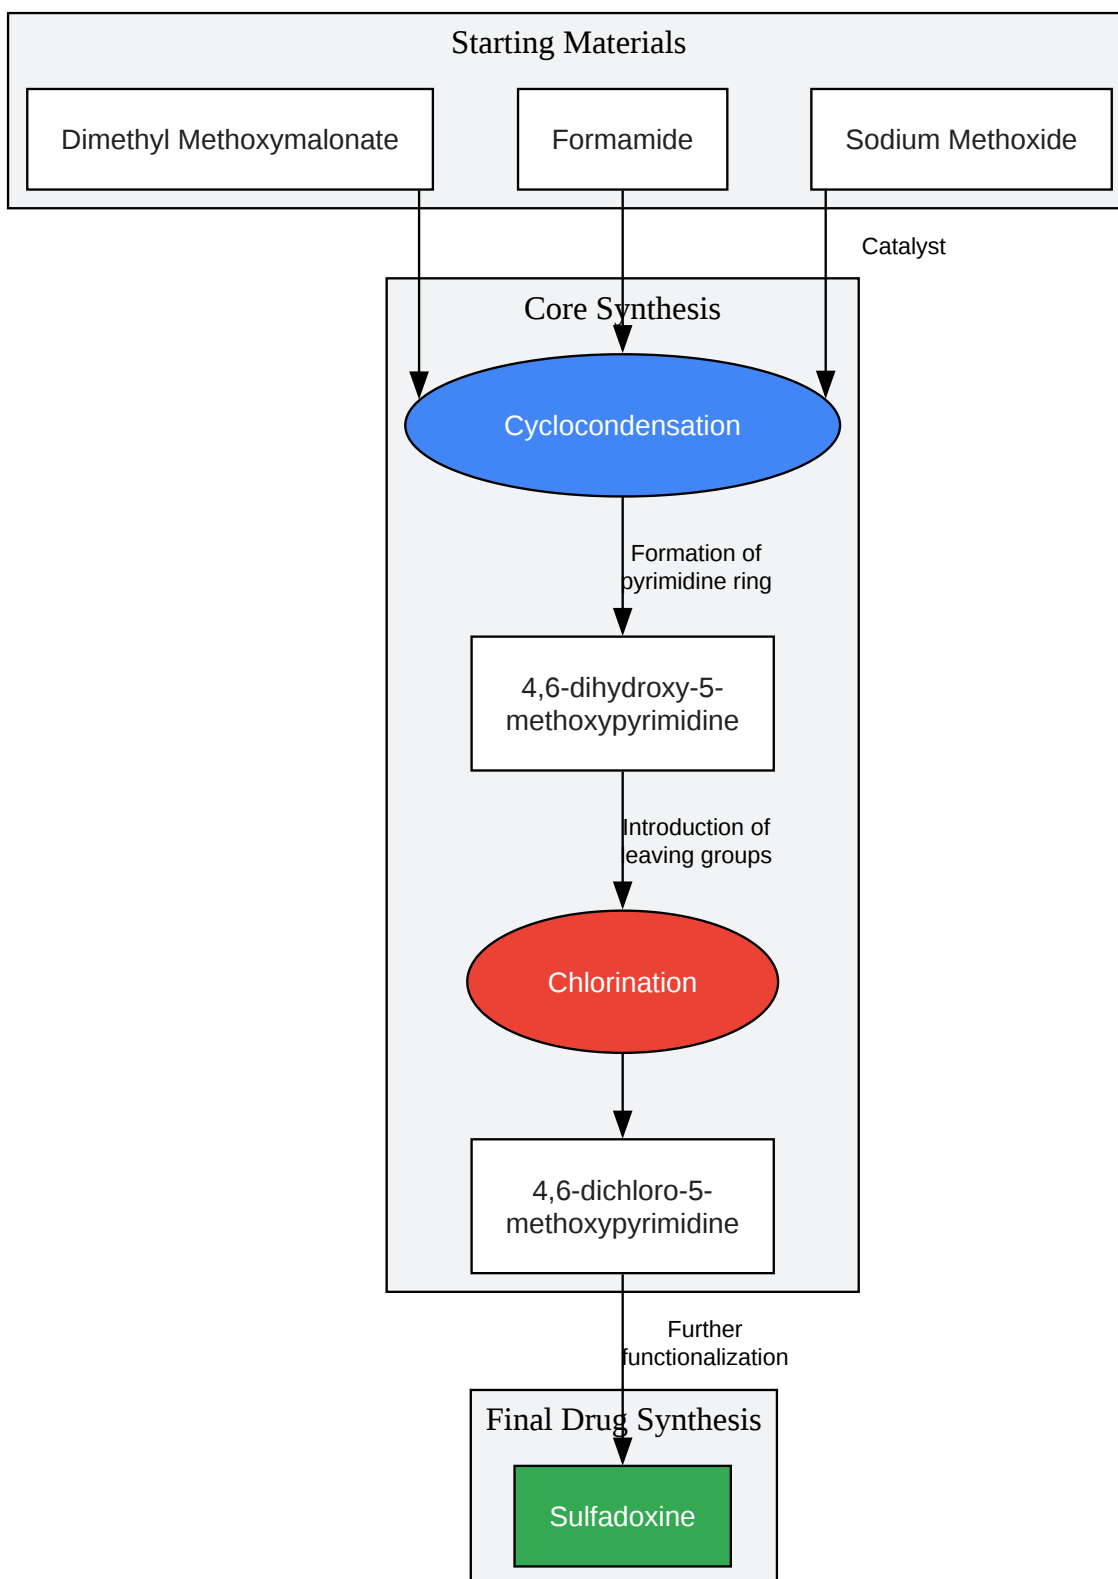 Starting Materials
Dimethyl Methoxymalonate
Formamide
Sodium Methoxide
Catalyst
Core Synthesis
Cyclocondensation
Formation of
pyrimidine ring
4,6-dihydroxy-5-
methoxypyrimidine
Introduction of
leaving groups
Chlorination
4,6-dichloro-5-
methoxypyrimidine
Further
functionalization
Final Drug Synthesis
Sulfadoxine